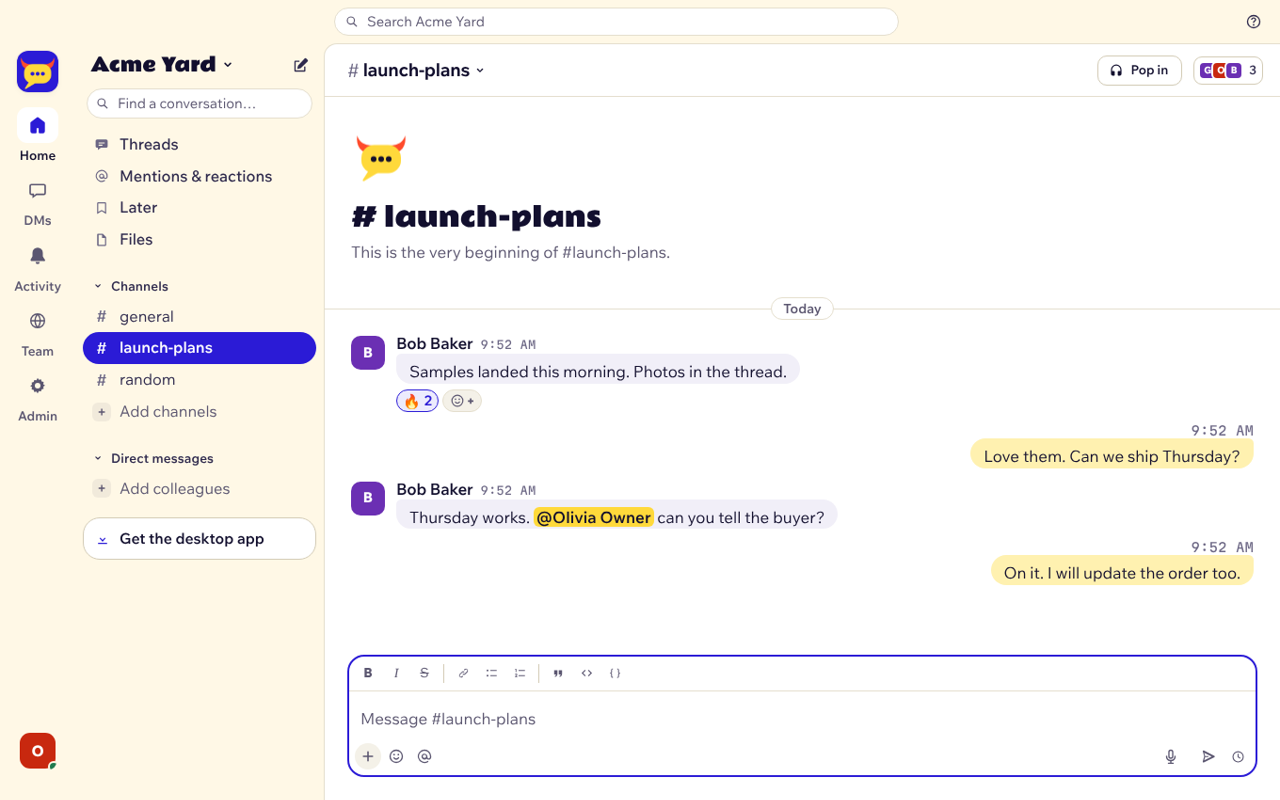 Search Acme Yard
Acme Yard
Find a conversation…
Home
DMs
Activity
Team
Admin
O
Threads
Mentions & reactions
Later
Files
Channels
# general
# launch-plans
# random
+ Add channels
Direct messages
+ Add colleagues
Get the desktop app
# launch-plans
Pop in
G O B 3
# launch-plans
This is the very beginning of #launch-plans.
Today
B
Bob Baker 9:52 AM
Samples landed this morning. Photos in the thread.
🔥 2
9:52 AM
Love them. Can we ship Thursday?
B
Bob Baker 9:52 AM
Thursday works. @Olivia Owner can you tell the buyer?
9:52 AM
On it. I will update the order too.
B I S
Message #launch-plans